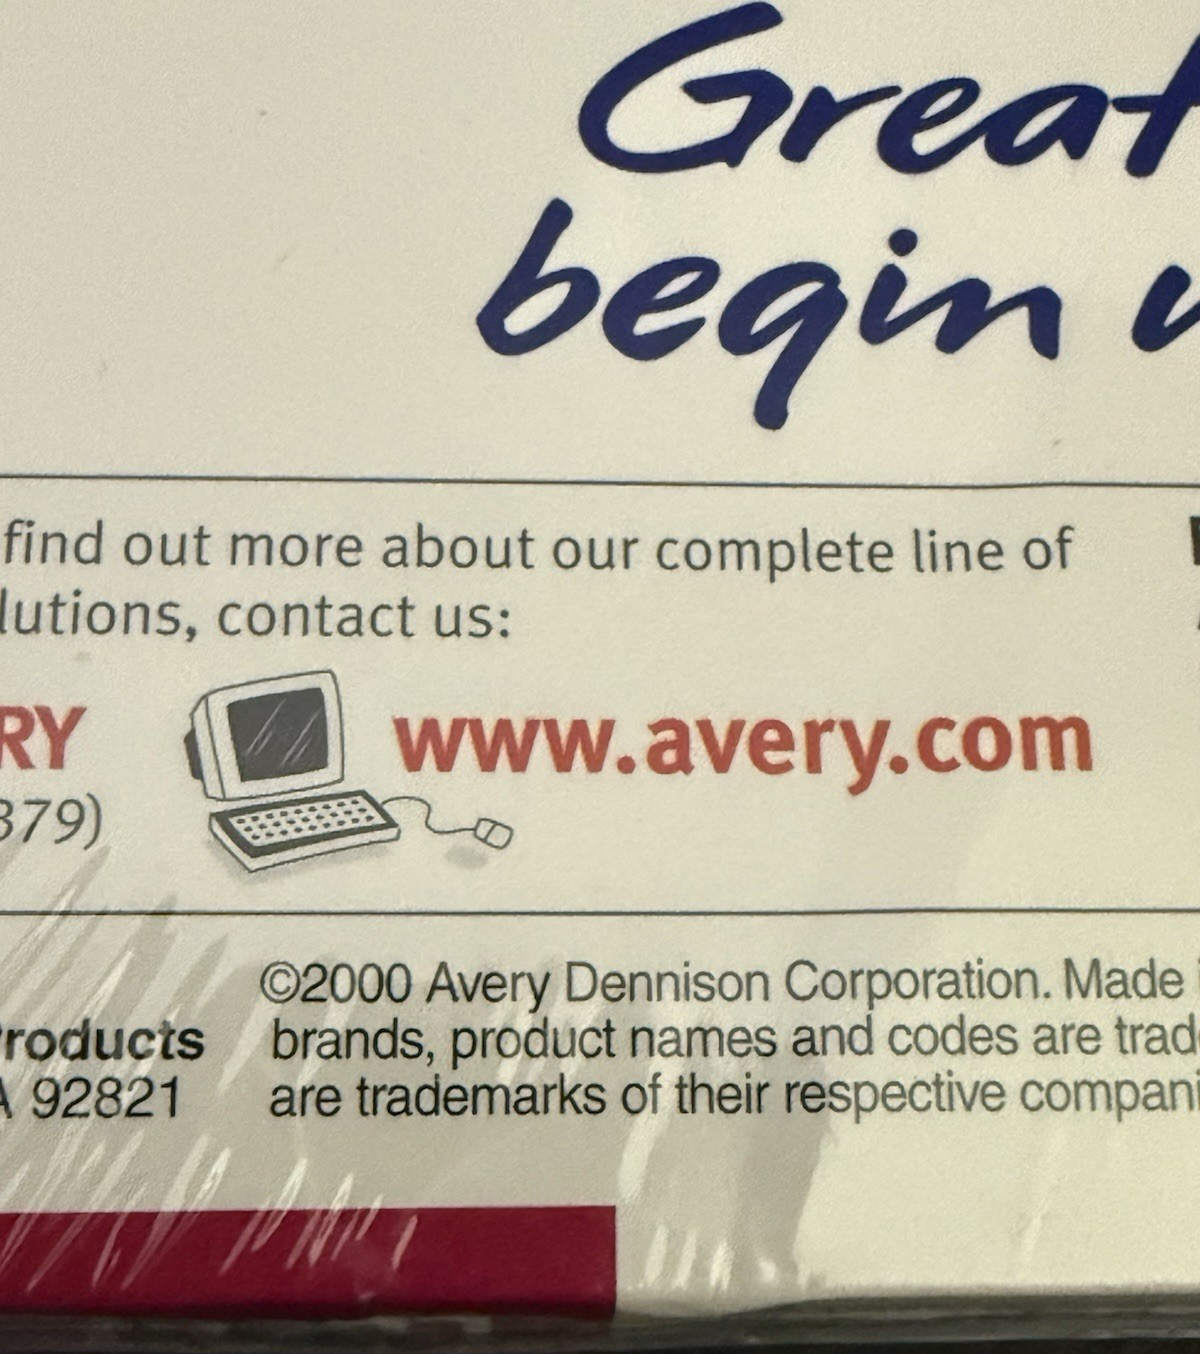 Great
begin
find out more about our complete line of
lutions, contact us:
RY
www.avery.com
379)
©2000 Avery Dennison Corporation. Made
roducts
brands, product names and codes are trad
A 92821
are trademarks of their respective compani